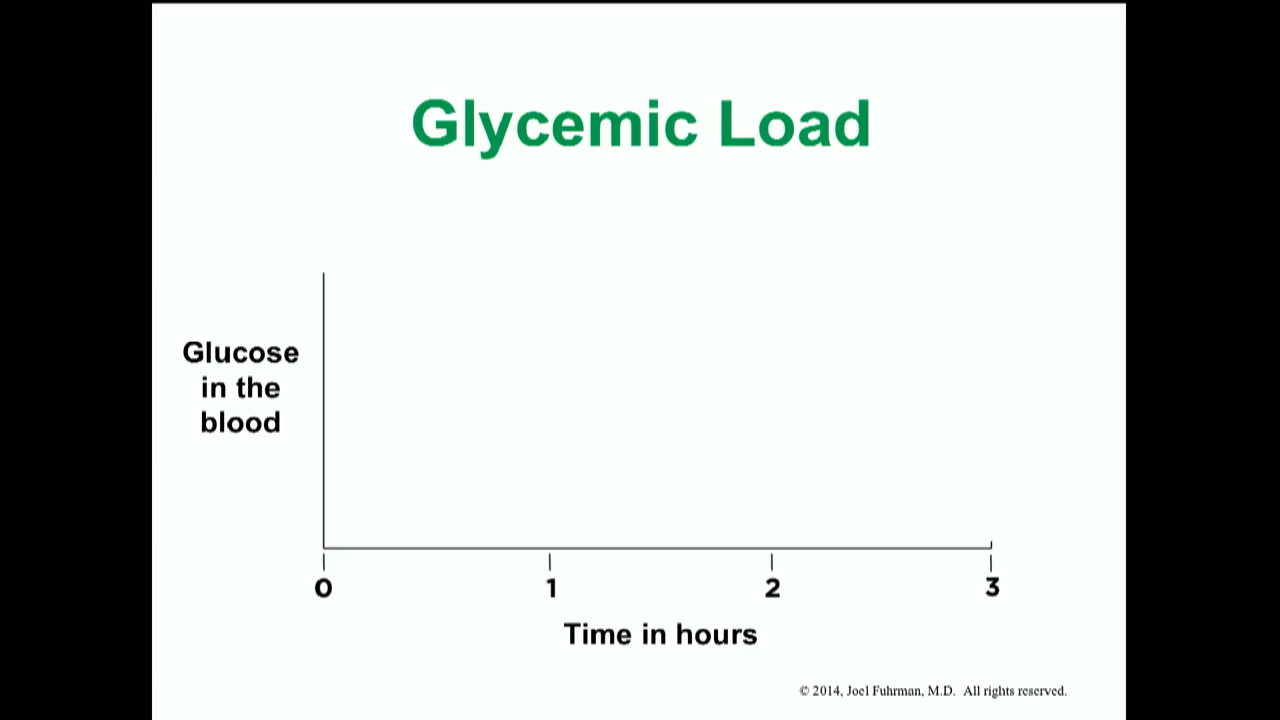 Glycemic Load
Glucose
in the
blood
0 1 2 3
Time in hours
© 2014, Joel Fuhrman, M.D. All rights reserved.